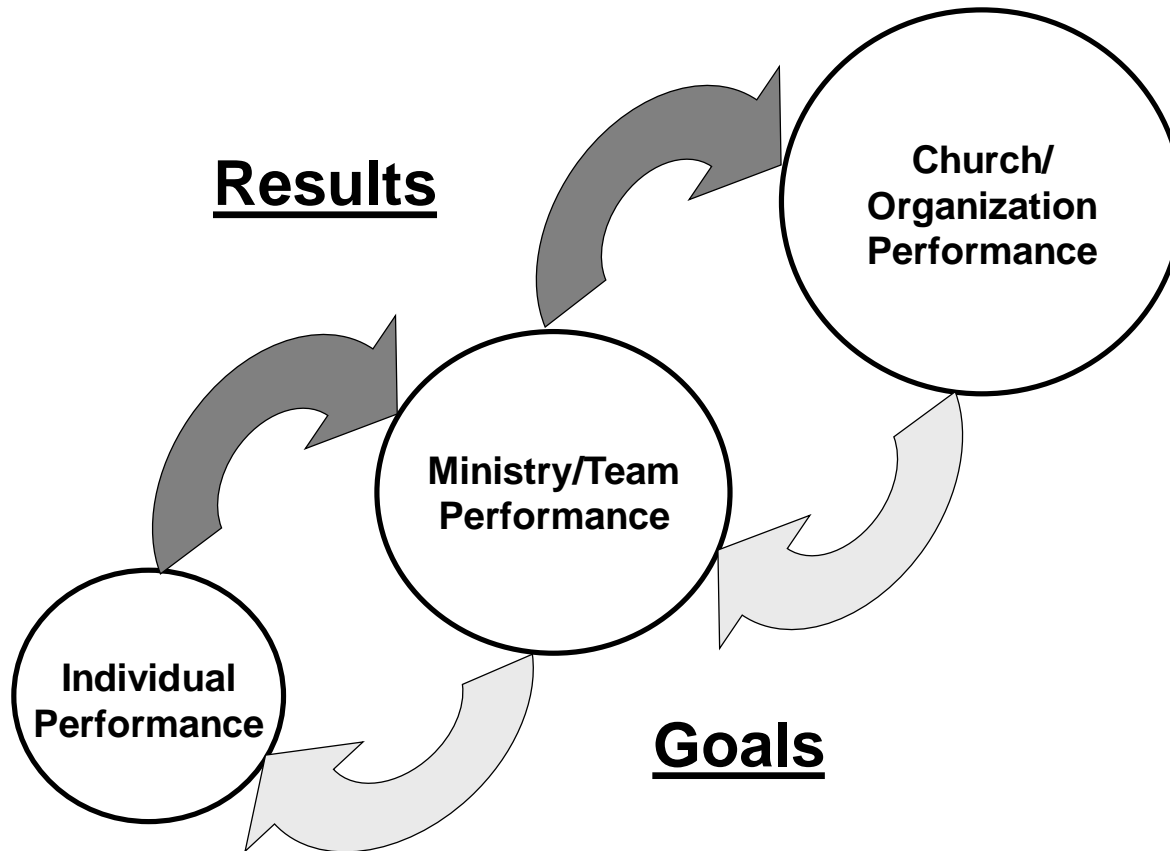 Results
Church/
Organization
Performance
Ministry/Team
Performance
Individual
Performance
Goals